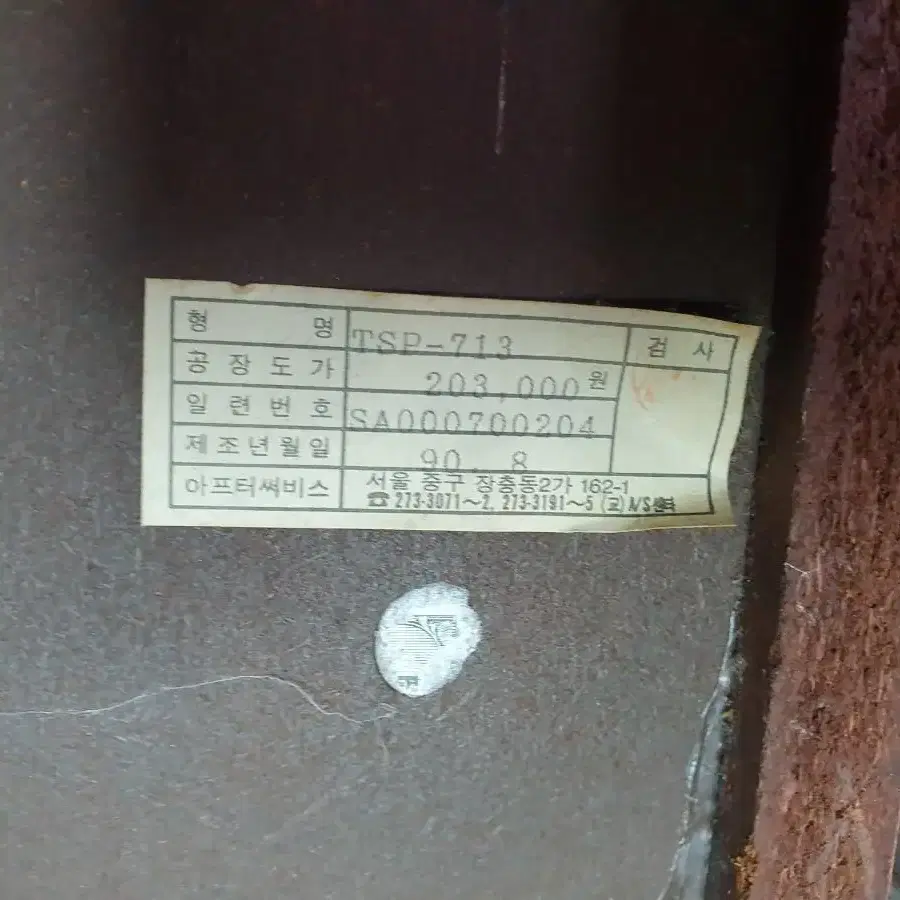 형 명 TSP-713 검 사
공 장 도 가 203,000원
일 련 번 호 SA000700204
제 조 년 월 일 90. 8
아프터써비스 서울 중구 장충동2가 162-1
☎ 273-3071~2, 273-3191~5 (교) A/S센타